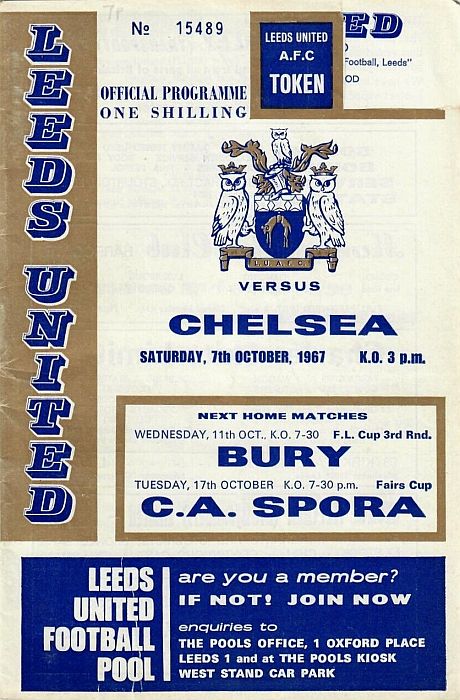 7r
No 15489
LEEDS UNITED
A.F.C
TOKEN
ED
Football, Leeds"
OD
OFFICIAL PROGRAMME
ONE SHILLING
LEEDS UNITED
L.U.A.F.C.
VERSUS
CHELSEA
SATURDAY, 7th OCTOBER, 1967 K.O. 3 p.m.
NEXT HOME MATCHES
WEDNESDAY, 11th OCT., K.O. 7-30 F.L. Cup 3rd Rnd.
BURY
TUESDAY, 17th OCTOBER K.O. 7-30 p.m. Fairs Cup
C.A. SPORA
LEEDS
UNITED
FOOTBALL
POOL
are you a member?
IF NOT! JOIN NOW
enquiries to
THE POOLS OFFICE, 1 OXFORD PLACE
LEEDS 1 and at THE POOLS KIOSK
WEST STAND CAR PARK